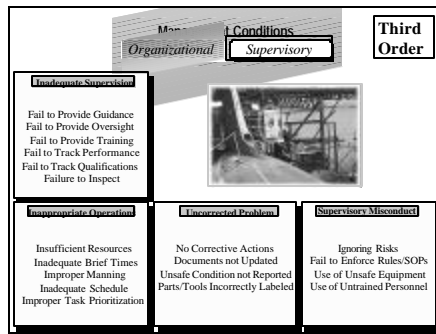 Conditions
Organizational
Supervisory
Third
Order
Inadequate Supervision
Fail to Provide Guidance
Fail to Provide Oversight
Fail to Provide Training
Fail to Track Performance
Fail to Track Qualifications
Failure to Inspect
Inappropriate Operations
Insufficient Resources
Inadequate Brief Times
Improper Manning
Inadequate Schedule
Improper Task Prioritization
Uncorrected Problem
No Corrective Actions
Documents not Updated
Unsafe Condition not Reported
Parts/Tools Incorrectly Labeled
Supervisory Misconduct
Ignoring Risks
Fail to Enforce Rules/SOPs
Use of Unsafe Equipment
Use of Untrained Personnel